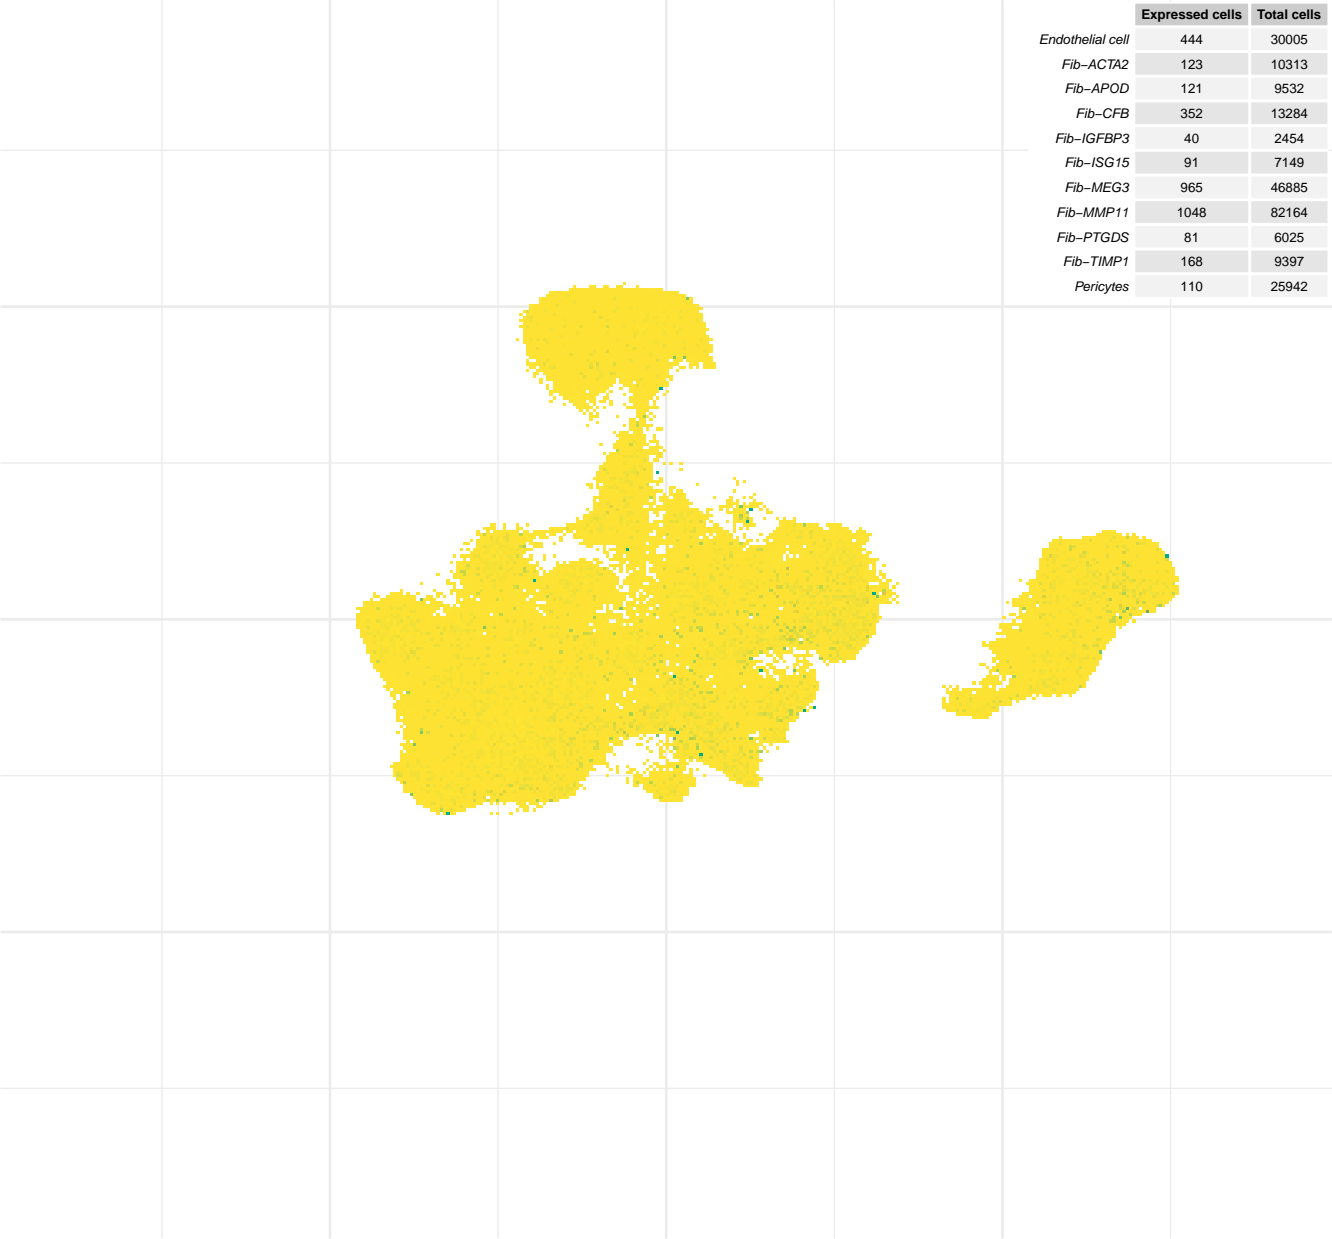 Expressed cells Total cells
Endothelial cell 444 30005
Fib−ACTA2 123 10313
Fib−APOD 121 9532
Fib−CFB 352 13284
Fib−IGFBP3 40 2454
Fib−ISG15 91 7149
Fib−MEG3 965 46885
Fib−MMP11 1048 82164
Fib−PTGDS 81 6025
Fib−TIMP1 168 9397
Pericytes 110 25942